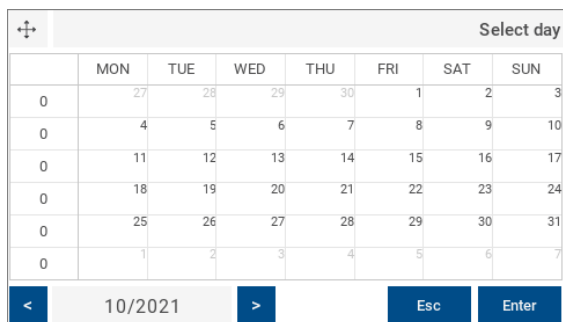 Select day
MON TUE WED THU FRI SAT SUN
0 27 28 29 30 1 2 3
0 4 5 6 7 8 9 10
0 11 12 13 14 15 16 17
0 18 19 20 21 22 23 24
0 25 26 27 28 29 30 31
0 1 2 3 4 5 6 7
< 10/2021 > Esc Enter